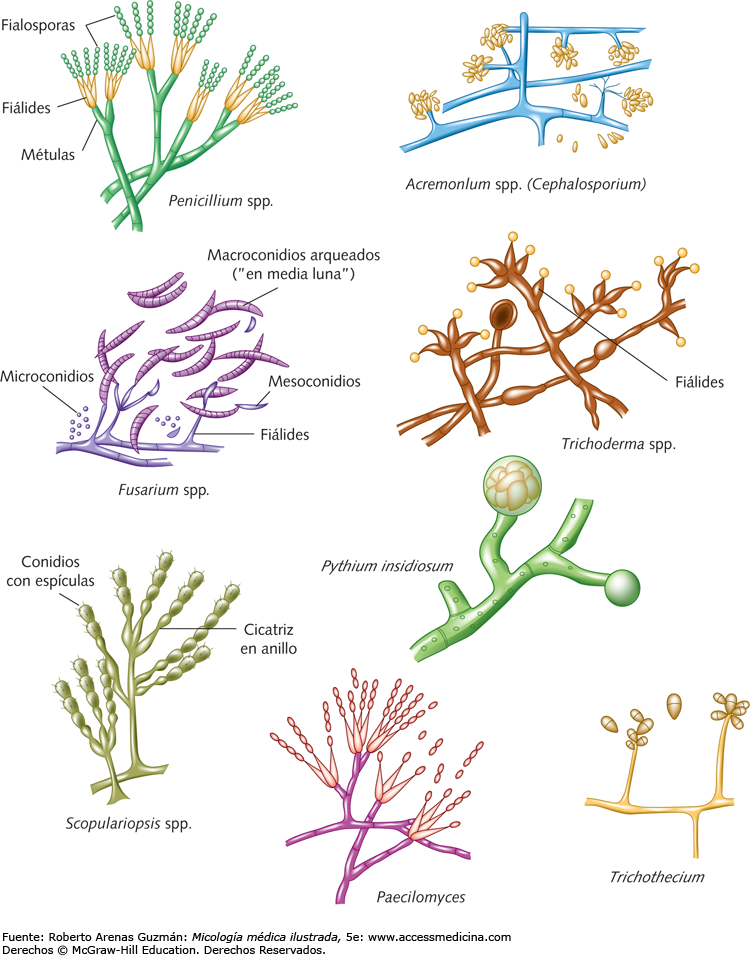 Fialosporas
Fiálides
Métulas
Penicillium spp.
Acremonlum spp. (Cephalosporium)
Macroconidios arqueados
("en media luna")
Microconidios
Mesoconidios
Fiálides
Fusarium spp.
Fiálides
Trichoderma spp.
Pythium insidiosum
Conidios
con espículas
Cicatriz
en anillo
Scopulariopsis spp.
Paecilomyces
Trichothecium
Fuente: Roberto Arenas Guzmán: Micología médica ilustrada, 5e: www.accessmedicina.com
Derechos © McGraw-Hill Education. Derechos Reservados.